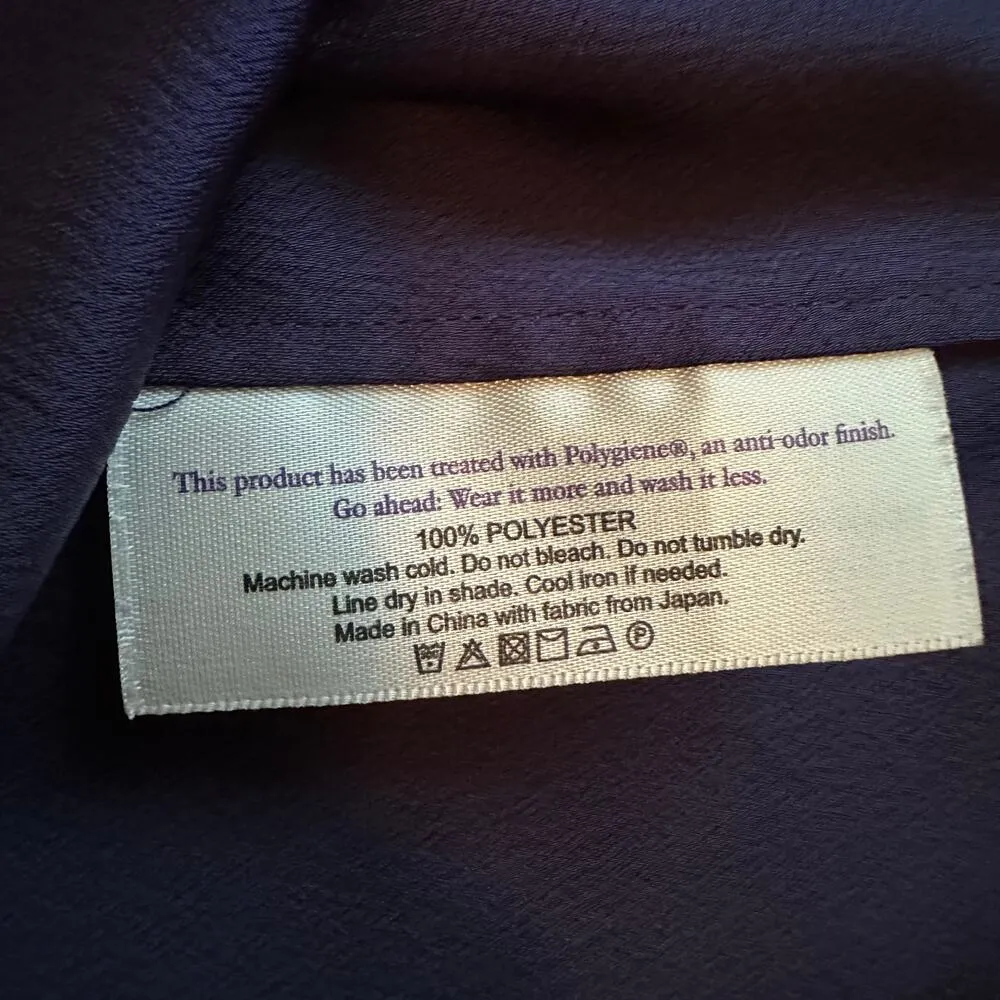 This product has been treated with Polygiene®, an anti-odor finish.
Go ahead: Wear it more and wash it less.
100% POLYESTER
Machine wash cold. Do not bleach. Do not tumble dry.
Line dry in shade. Cool iron if needed.
Made in China with fabric from Japan.
P